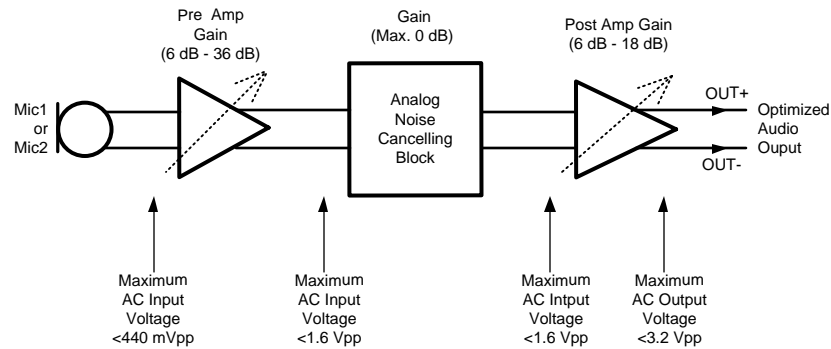 Pre Amp
Gain
(6 dB - 36 dB)
Gain
(Max. 0 dB)
Post Amp Gain
(6 dB - 18 dB)
Mic1
or
Mic2
Analog
Noise
Cancelling
Block
OUT+
OUT-
Optimized
Audio
Ouput
Maximum
AC Input
Voltage
<440 mVpp
Maximum
AC Input
Voltage
<1.6 Vpp
Maximum
AC Intput
Voltage
<1.6 Vpp
Maximum
AC Output
Voltage
<3.2 Vpp